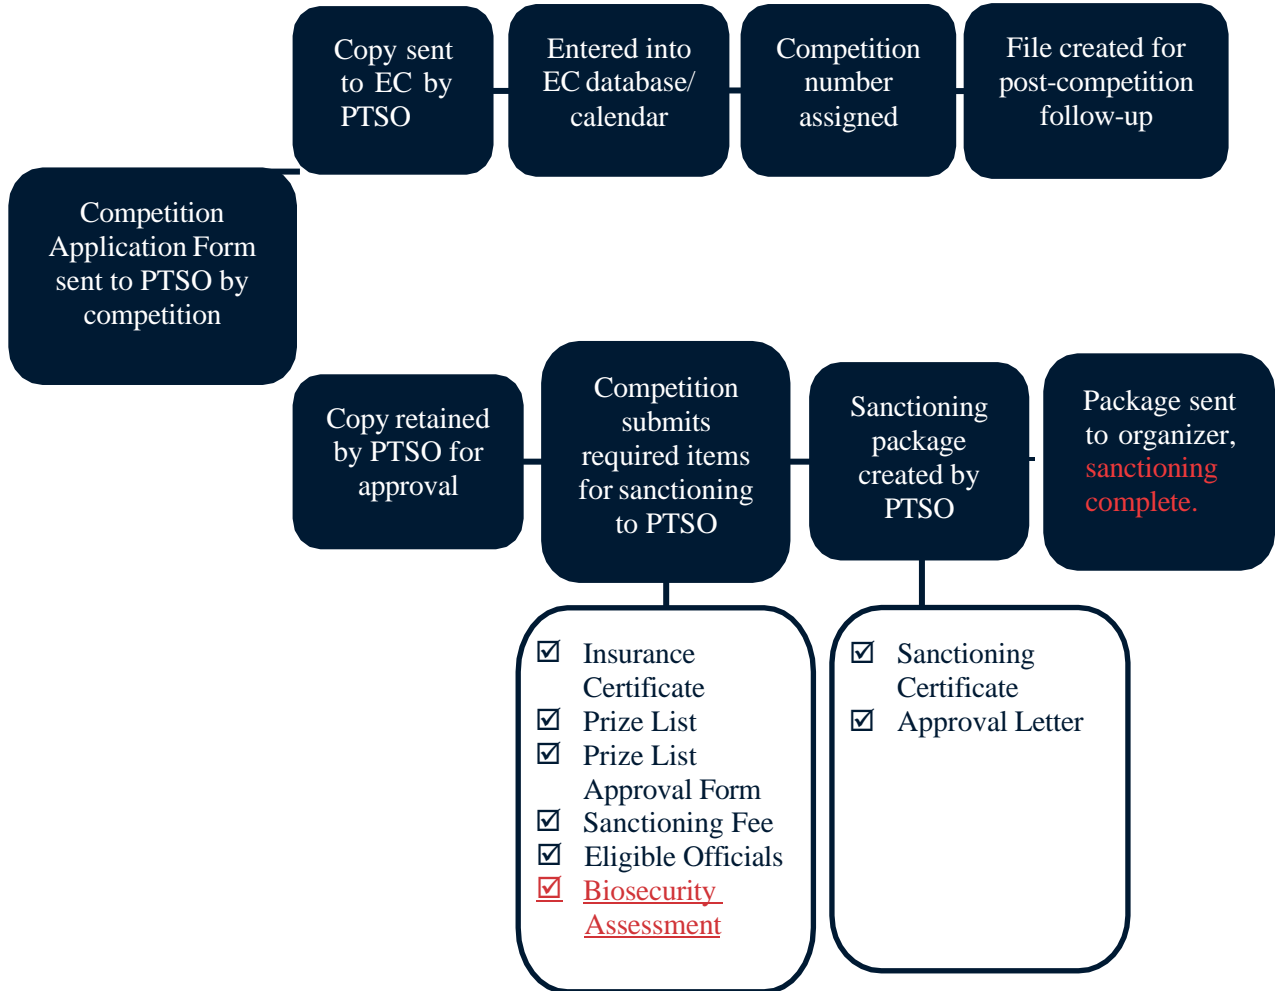 Copy sent
to EC by
PTSO
Entered into
EC database/
calendar
Competition
number
assigned
File created for
post-competition
follow-up
Competition
Application Form
sent to PTSO by
competition
Copy retained
by PTSO for
approval
Competition
submits
required items
for sanctioning
to PTSO
Sanctioning
package
created by
PTSO
Package sent
to organizer,
sanctioning
complete.
☑ Insurance
Certificate
☑ Prize List
☑ Prize List
Approval Form
☑ Sanctioning Fee
☑ Eligible Officials
☑ Biosecurity
Assessment
☑ Sanctioning
Certificate
☑ Approval Letter